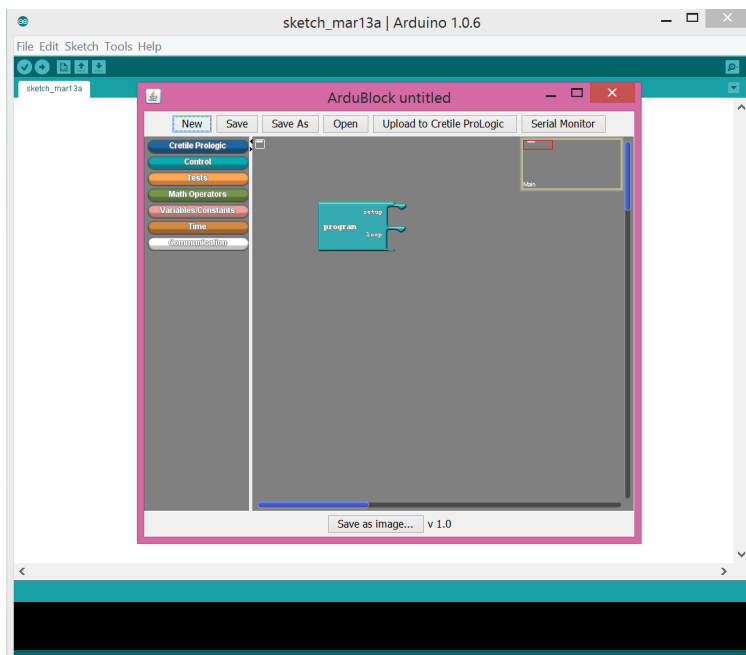 sketch_mar13a | Arduino 1.0.6
File Edit Sketch Tools Help
sketch_mar13a
ArduBlock untitled
New Save Save As Open Upload to Cretile ProLogic Serial Monitor
Cretile Prologic
Control
Tests
Math Operators
Variables/Constants
Time
Communication
Main
setup
program
loop
Save as image... v 1.0